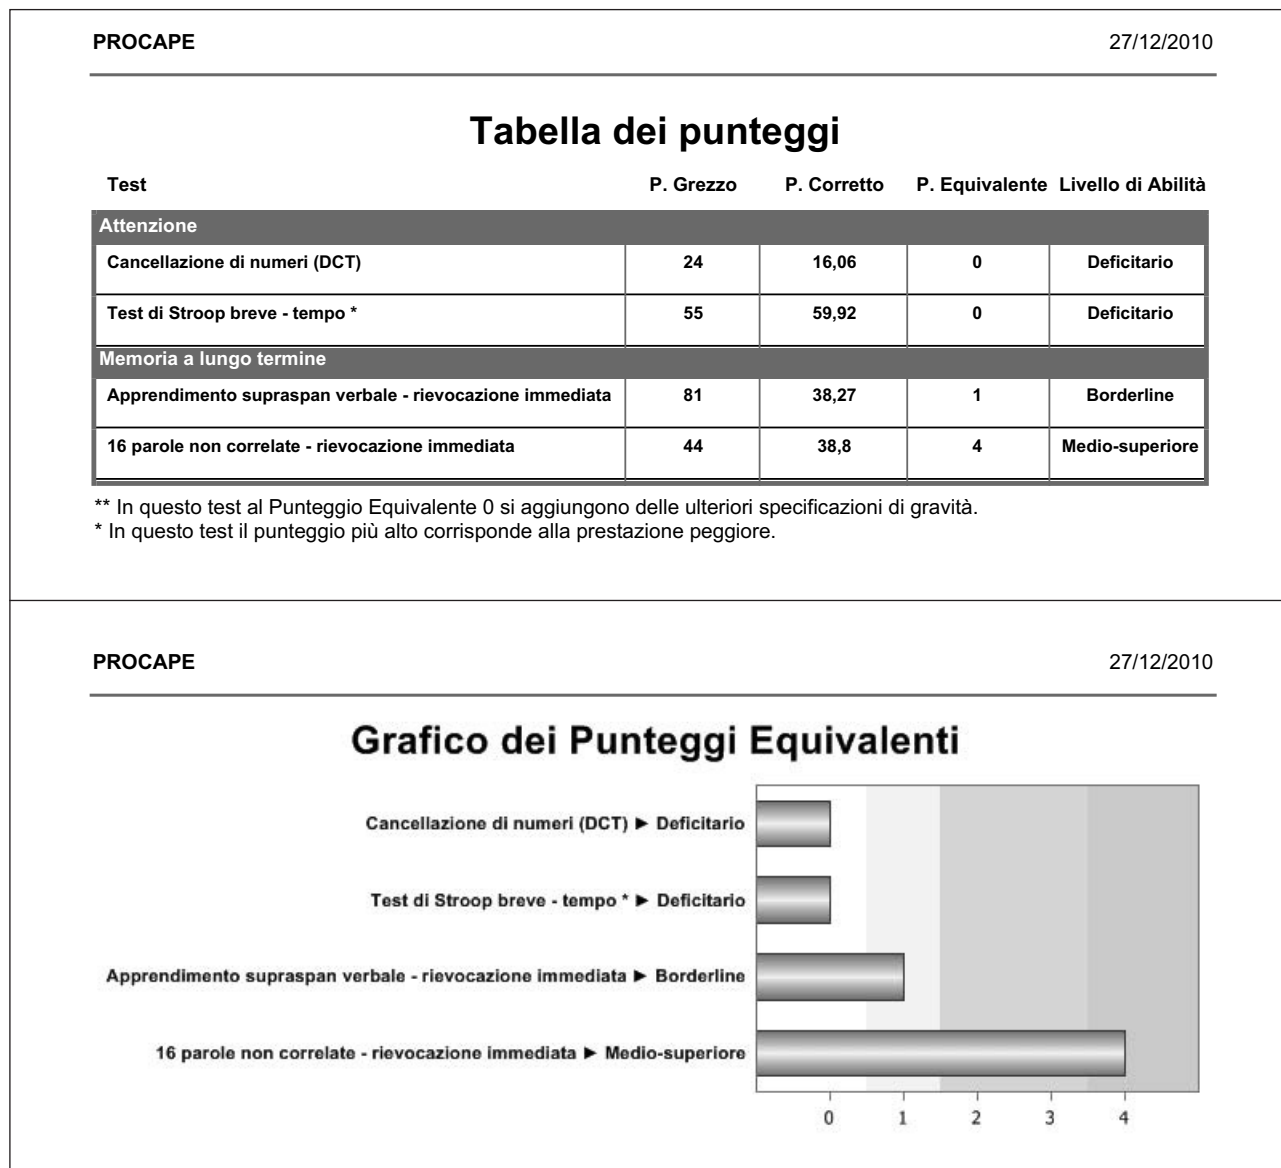 PROCAPE 27/12/2010
Tabella dei punteggi
Test P. Grezzo P. Corretto P. Equivalente Livello di Abilità
Attenzione
Cancellazione di numeri (DCT) 24 16,06 0 Deficitario
Test di Stroop breve - tempo * 55 59,92 0 Deficitario
Memoria a lungo termine
Apprendimento supraspan verbale - rievocazione immediata 81 38,27 1 Borderline
16 parole non correlate - rievocazione immediata 44 38,8 4 Medio-superiore
** In questo test al Punteggio Equivalente 0 si aggiungono delle ulteriori specificazioni di gravità.
* In questo test il punteggio più alto corrisponde alla prestazione peggiore.
PROCAPE 27/12/2010
Grafico dei Punteggi Equivalenti
Cancellazione di numeri (DCT) ► Deficitario
Test di Stroop breve - tempo * ► Deficitario
Apprendimento supraspan verbale - rievocazione immediata ► Borderline
16 parole non correlate - rievocazione immediata ► Medio-superiore
0 1 2 3 4